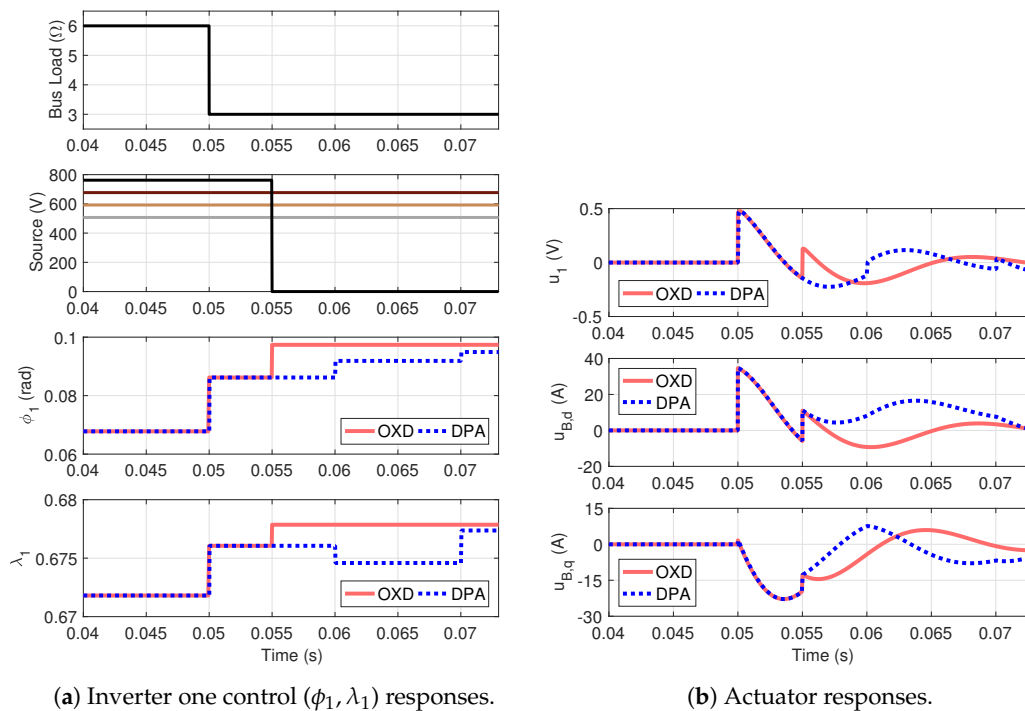 6
5
4
3
Bus Load (Ω)
0.04 0.045 0.05 0.055 0.06 0.065 0.07
800
600
400
200
0
Source (V)
0.04 0.045 0.05 0.055 0.06 0.065 0.07
0.1
0.08
0.06
ϕ1 (rad)
OXD DPA
0.04 0.045 0.05 0.055 0.06 0.065 0.07
0.68
0.675
0.67
λ1
OXD DPA
0.04 0.045 0.05 0.055 0.06 0.065 0.07
Time (s)
(a) Inverter one control (ϕ1, λ1) responses.
0.5
0
-0.5
u1 (V)
OXD DPA
0.04 0.045 0.05 0.055 0.06 0.065 0.07
40
20
0
-20
uB,d (A)
OXD
DPA
0.04 0.045 0.05 0.055 0.06 0.065 0.07
15
0
-15
-30
uB,q (A)
OXD
DPA
0.04 0.045 0.05 0.055 0.06 0.065 0.07
Time (s)
(b) Actuator responses.